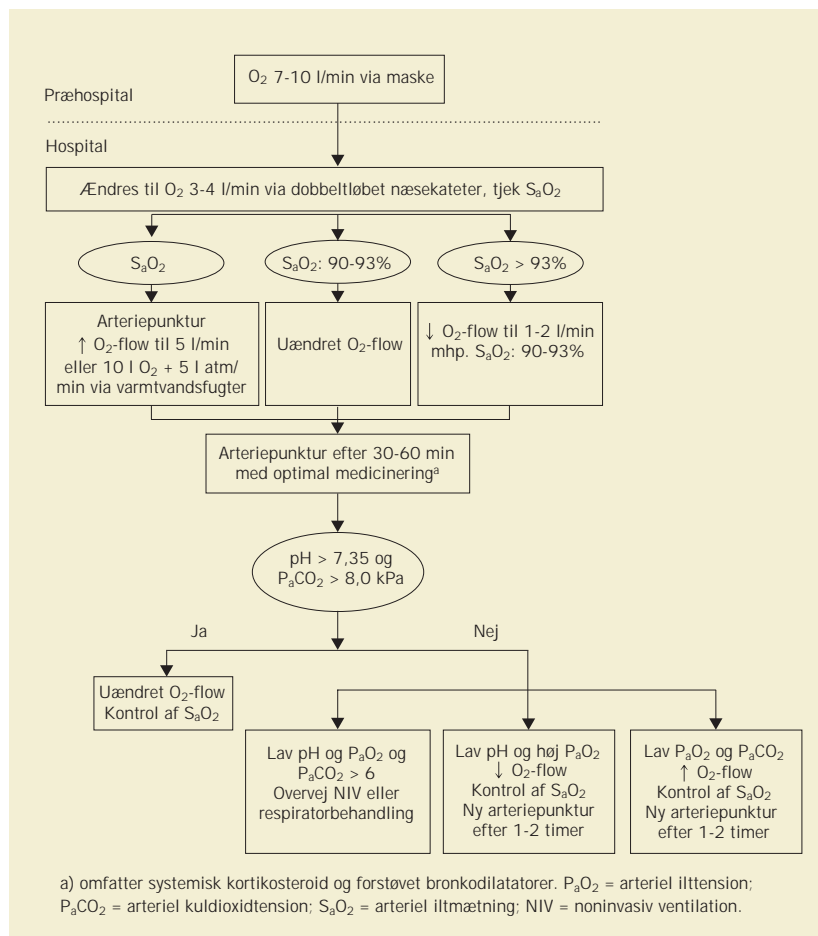 O₂ 7-10 l/min via maske
Præhospital
Hospital
Ændres til O₂ 3-4 l/min via dobbeltløbet næsekateter, tjek SₐO₂
SₐO₂
SₐO₂: 90-93%
SₐO₂ > 93%
Arteriepunktur
↑ O₂-flow til 5 l/min
eller 10 l O₂ + 5 l atm/
min via varmtvandsfugter
Uændret O₂-flow
↓ O₂-flow til 1-2 l/min
mhp. SₐO₂: 90-93%
Arteriepunktur efter 30-60 min
med optimal medicineringᵃ
pH > 7,35 og
PₐCO₂ > 8,0 kPa
Ja
Nej
Uændret O₂-flow
Kontrol af SₐO₂
Lav pH og PₐO₂ og
PₐCO₂ > 6
Overvej NIV eller
respiratorbehandling
Lav pH og høj PₐO₂
↓ O₂-flow
Kontrol af SₐO₂
Ny arteriepunktur
efter 1-2 timer
Lav PₐO₂ og PₐCO₂
↑ O₂-flow
Kontrol af SₐO₂
Ny arteriepunktur
efter 1-2 timer
a) omfatter systemisk kortikosteroid og forstøvet bronkodilatatorer. PₐO₂ = arteriel ilttension;
PₐCO₂ = arteriel kuldioxidtension; SₐO₂ = arteriel iltmætning; NIV = noninvasiv ventilation.